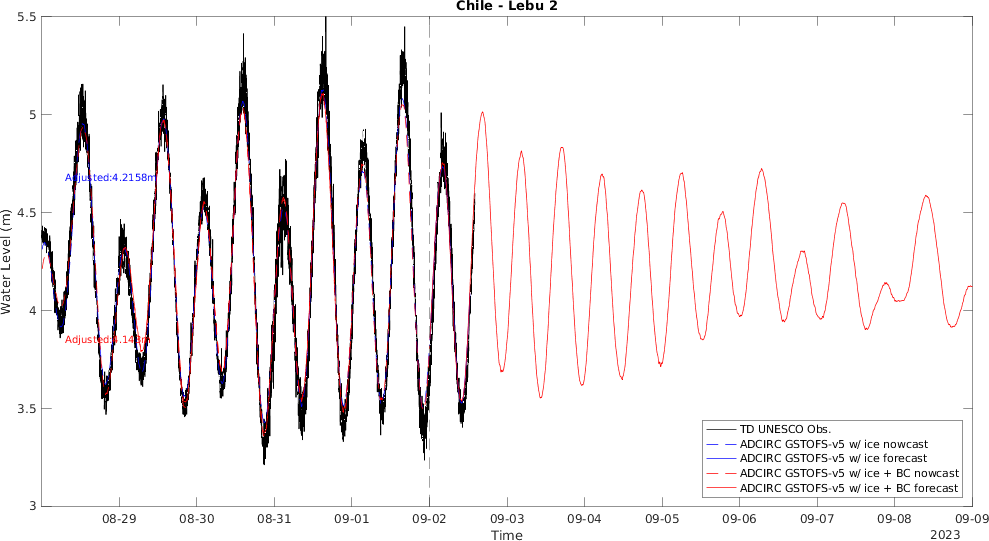 Chile - Lebu 2
5.5
5
4.5
4
3.5
3
Water Level (m)
Adjusted:4.2158m
Adjusted:4.148m
TD UNESCO Obs.
ADCIRC GSTOFS-v5 w/ ice nowcast
ADCIRC GSTOFS-v5 w/ ice forecast
ADCIRC GSTOFS-v5 w/ ice + BC nowcast
ADCIRC GSTOFS-v5 w/ ice + BC forecast
08-29 08-30 08-31 09-01 09-02 09-03 09-04 09-05 09-06 09-07 09-08 09-09
Time
2023